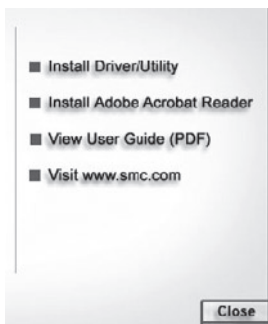 Install Driver/Utility
Install Adobe Acrobat Reader
View User Guide (PDF)
Visit www.smc.com
Close